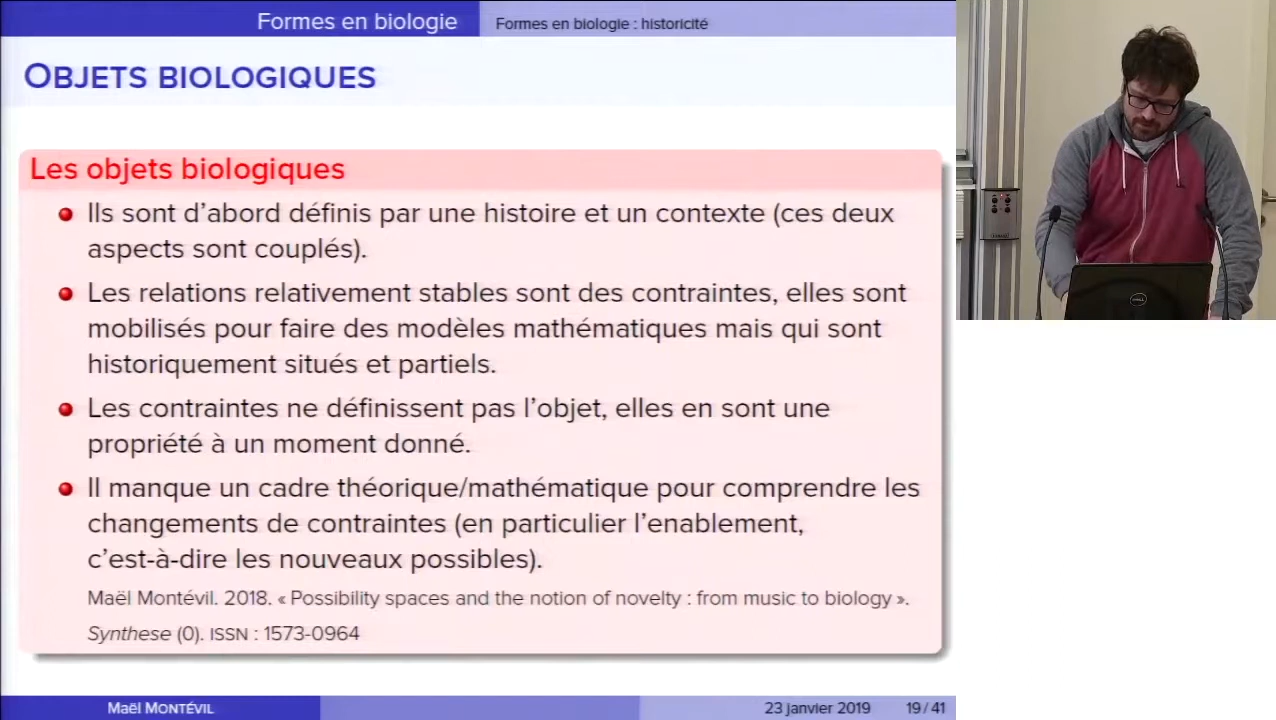 Formes en biologie
Formes en biologie : historicité
OBJETS BIOLOGIQUES
Les objets biologiques
Ils sont d'abord définis par une histoire et un contexte (ces deux
aspects sont couplés).
Les relations relativement stables sont des contraintes, elles sont
mobilisés pour faire des modèles mathématiques mais qui sont
historiquement situés et partiels.
Les contraintes ne définissent pas l'objet, elles en sont une
propriété à un moment donné.
Il manque un cadre théorique/mathématique pour comprendre les
changements de contraintes (en particulier l'enablement,
c'est-à-dire les nouveaux possibles).
Maël Montévil. 2018. « Possibility spaces and the notion of novelty : from music to biology ».
Synthese (0). ISSN : 1573-0964
Maël MONTÉVIL
23 janvier 2019
19 / 41
DELL